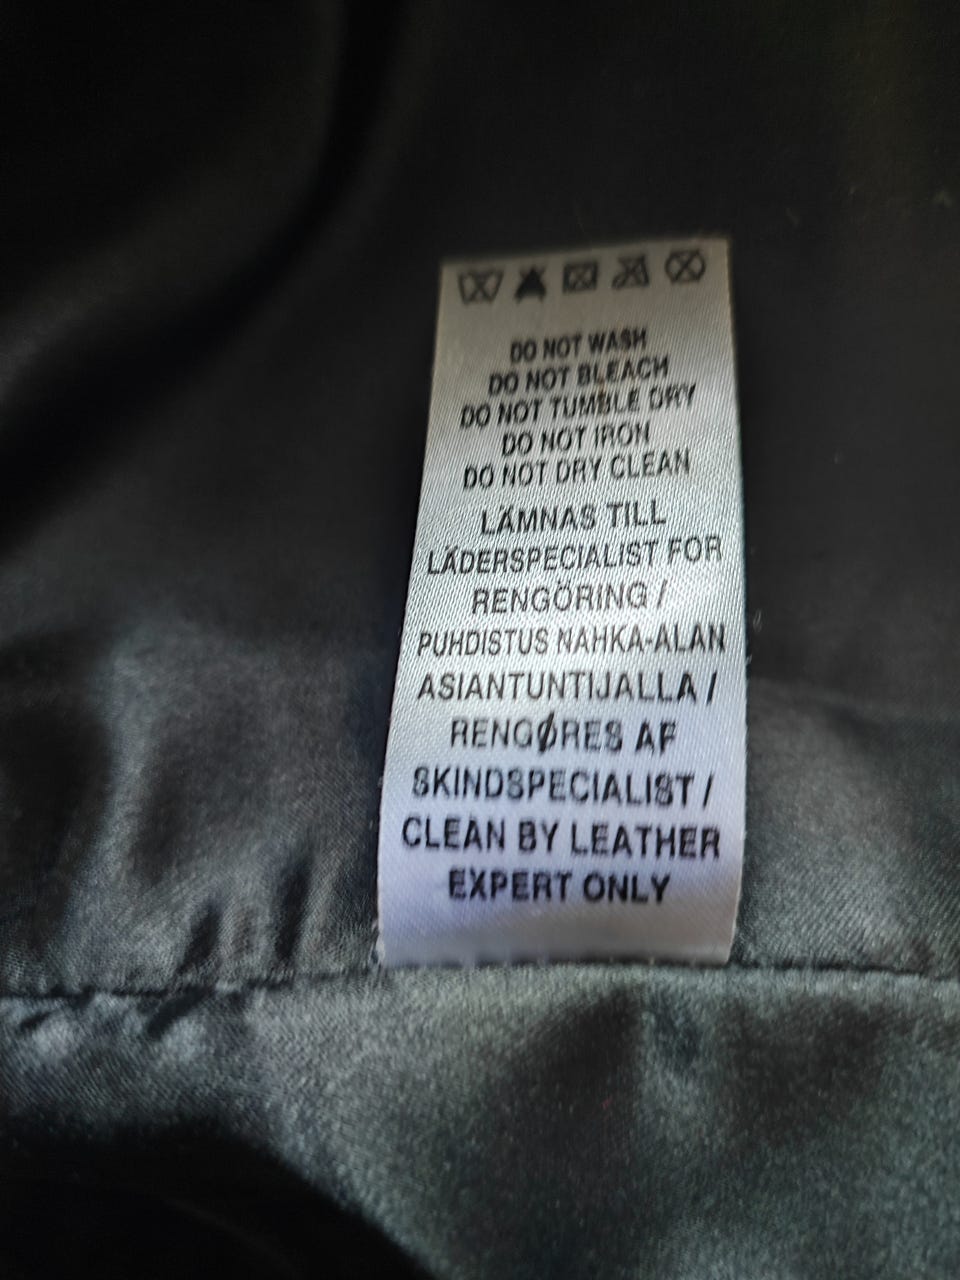 DO NOT WASH
DO NOT BLEACH
DO NOT TUMBLE DRY
DO NOT IRON
DO NOT DRY CLEAN
LÄMNAS TILL
LÄDERSPECIALIST FOR
RENGÖRING /
PUHDISTUS NAHKA-ALAN
ASIANTUNTIJALLA /
RENGØRES AF
SKINDSPECIALIST /
CLEAN BY LEATHER
EXPERT ONLY